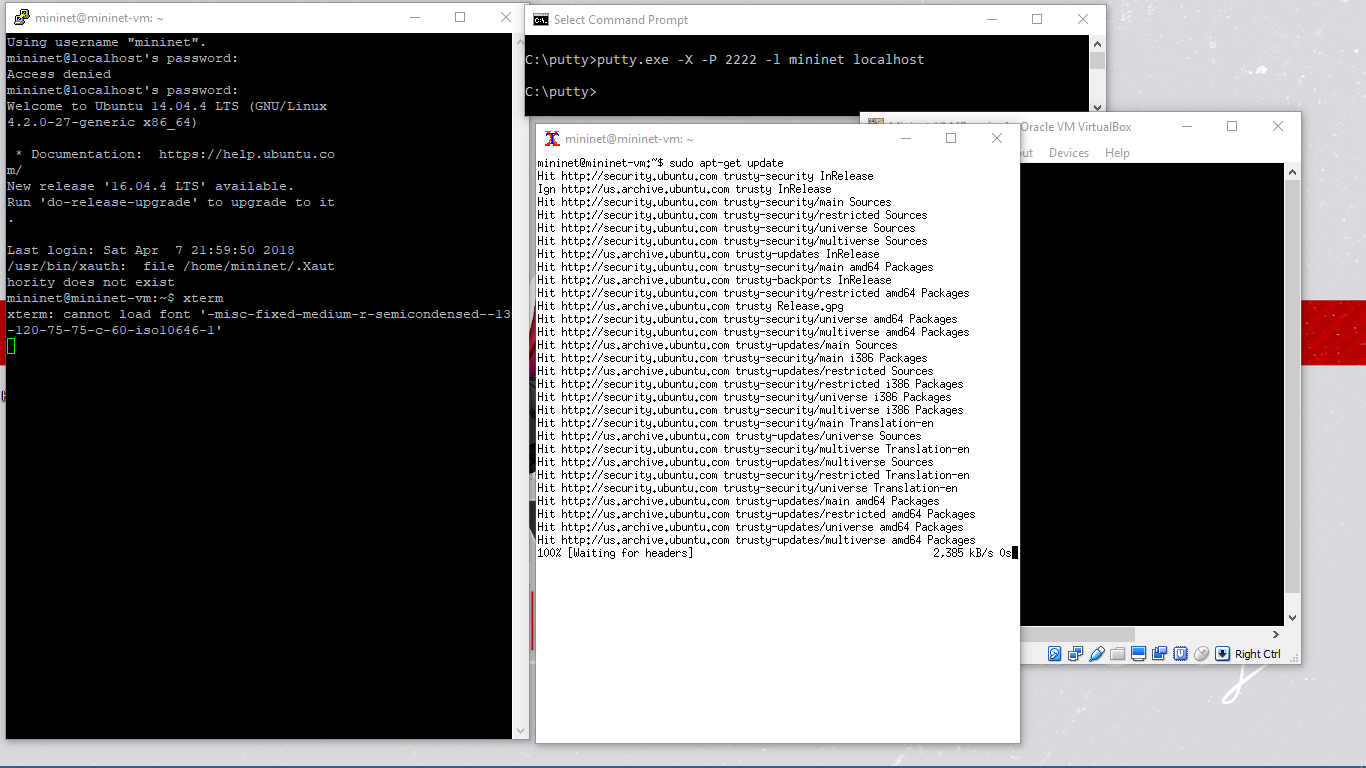 mininet@mininet-vm: ~
Using username "mininet".
mininet@localhost's password:
Access denied
mininet@localhost's password:
Welcome to Ubuntu 14.04.4 LTS (GNU/Linux
4.2.0-27-generic x86_64)
* Documentation:  https://help.ubuntu.co
m/
New release '16.04.4 LTS' available.
Run 'do-release-upgrade' to upgrade to it
.
Last login: Sat Apr  7 21:59:50 2018
/usr/bin/xauth:  file /home/mininet/.Xaut
hority does not exist
mininet@mininet-vm:~$ xterm
xterm: cannot load font '-misc-fixed-medium-r-semicondensed--13
-120-75-75-c-60-iso10646-1'
Select Command Prompt
C:\putty>putty.exe -X -P 2222 -l mininet localhost
C:\putty>
mininet@mininet-vm: ~
mininet@mininet-vm:~$ sudo apt-get update
Hit http://security.ubuntu.com trusty-security InRelease
Ign http://us.archive.ubuntu.com trusty InRelease
Hit http://security.ubuntu.com trusty-security/main Sources
Hit http://security.ubuntu.com trusty-security/restricted Sources
Hit http://security.ubuntu.com trusty-security/universe Sources
Hit http://security.ubuntu.com trusty-security/multiverse Sources
Hit http://us.archive.ubuntu.com trusty-updates InRelease
Hit http://security.ubuntu.com trusty-security/main amd64 Packages
Hit http://us.archive.ubuntu.com trusty-backports InRelease
Hit http://security.ubuntu.com trusty-security/restricted amd64 Packages
Hit http://us.archive.ubuntu.com trusty Release.gpg
Hit http://security.ubuntu.com trusty-security/universe amd64 Packages
Hit http://security.ubuntu.com trusty-security/multiverse amd64 Packages
Hit http://us.archive.ubuntu.com trusty-updates/main Sources
Hit http://security.ubuntu.com trusty-security/main i386 Packages
Hit http://us.archive.ubuntu.com trusty-updates/restricted Sources
Hit http://security.ubuntu.com trusty-security/restricted i386 Packages
Hit http://security.ubuntu.com trusty-security/universe i386 Packages
Hit http://security.ubuntu.com trusty-security/multiverse i386 Packages
Hit http://security.ubuntu.com trusty-security/main Translation-en
Hit http://us.archive.ubuntu.com trusty-updates/universe Sources
Hit http://security.ubuntu.com trusty-security/multiverse Translation-en
Hit http://us.archive.ubuntu.com trusty-updates/multiverse Sources
Hit http://security.ubuntu.com trusty-security/restricted Translation-en
Hit http://security.ubuntu.com trusty-security/universe Translation-en
Hit http://us.archive.ubuntu.com trusty-updates/main amd64 Packages
Hit http://us.archive.ubuntu.com trusty-updates/restricted amd64 Packages
Hit http://us.archive.ubuntu.com trusty-updates/universe amd64 Packages
Hit http://us.archive.ubuntu.com trusty-updates/multiverse amd64 Packages
100% [Waiting for headers] 2,385 kB/s 0s
Oracle VM VirtualBox
Devices Help
Right Ctrl